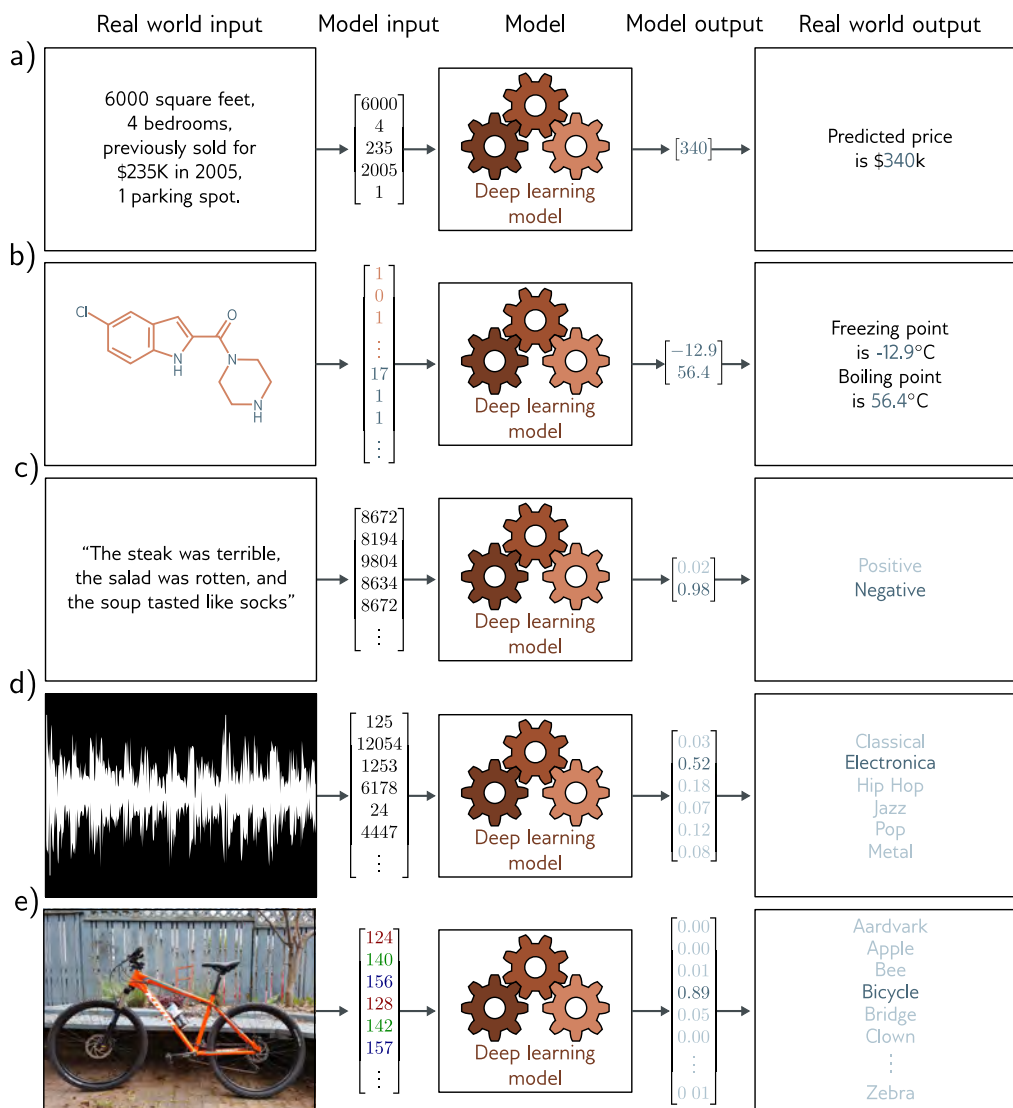 Real world input
Model input
Model
Model output
Real world output
a)
6000 square feet,
4 bedrooms,
previously sold for
$235K in 2005,
1 parking spot.
6000
4
235
2005
1
Deep learning
model
[340]
Predicted price
is $340k
b)
Cl
O
N
H
N
N
H
1
0
1
⋮
17
1
1
⋮
Deep learning
model
−12.9
56.4
Freezing point
is -12.9°C
Boiling point
is 56.4°C
c)
“The steak was terrible,
the salad was rotten, and
the soup tasted like socks”
8672
8194
9804
8634
8672
⋮
Deep learning
model
0.02
0.98
Positive
Negative
d)
125
12054
1253
6178
24
4447
⋮
Deep learning
model
0.03
0.52
0.18
0.07
0.12
0.08
Classical
Electronica
Hip Hop
Jazz
Pop
Metal
e)
124
140
156
128
142
157
⋮
Deep learning
model
0.00
0.00
0.01
0.89
0.05
0.00
⋮
0 01
Aardvark
Apple
Bee
Bicycle
Bridge
Clown
⋮
Zebra